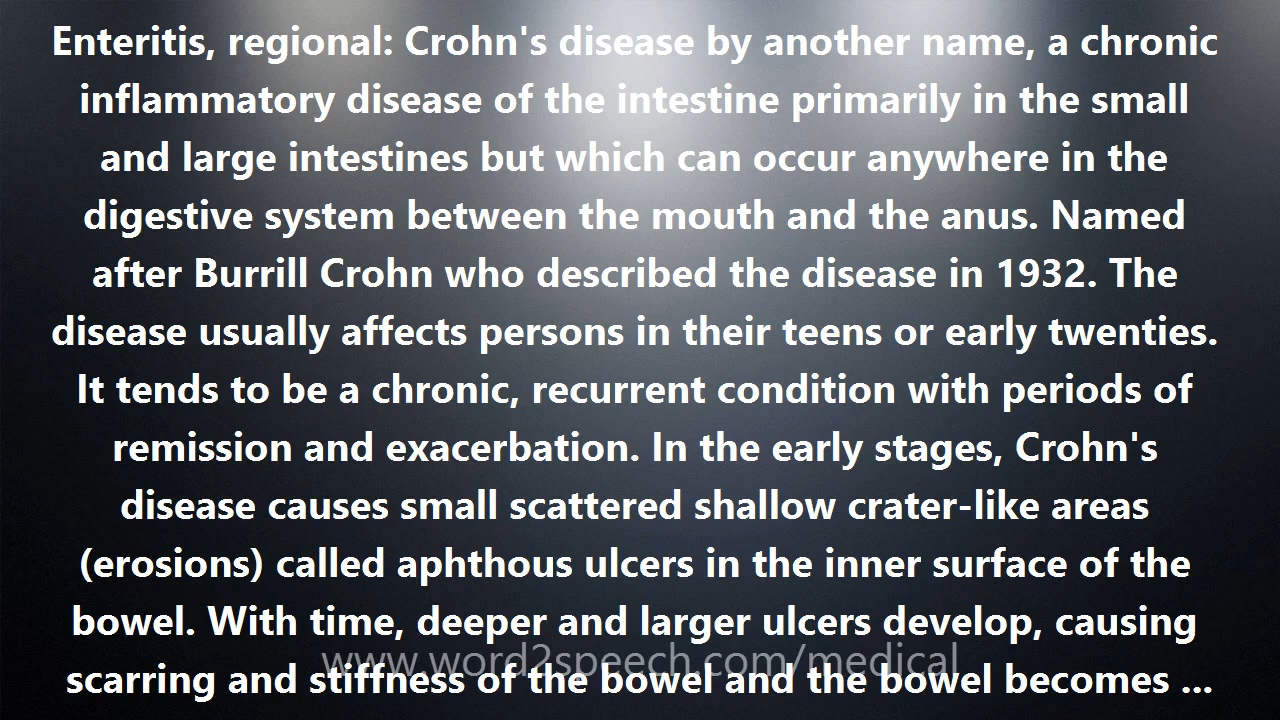 Enteritis, regional: Crohn's disease by another name, a chronic
inflammatory disease of the intestine primarily in the small
and large intestines but which can occur anywhere in the
digestive system between the mouth and the anus. Named
after Burrill Crohn who described the disease in 1932. The
disease usually affects persons in their teens or early twenties.
It tends to be a chronic, recurrent condition with periods of
remission and exacerbation. In the early stages, Crohn's
disease causes small scattered shallow crater-like areas
(erosions) called aphthous ulcers in the inner surface of the
bowel. With time, deeper and larger ulcers develop, causing
www.word2speech.com/medical
scarring and stiffness of the bowel and the bowel becomes ...